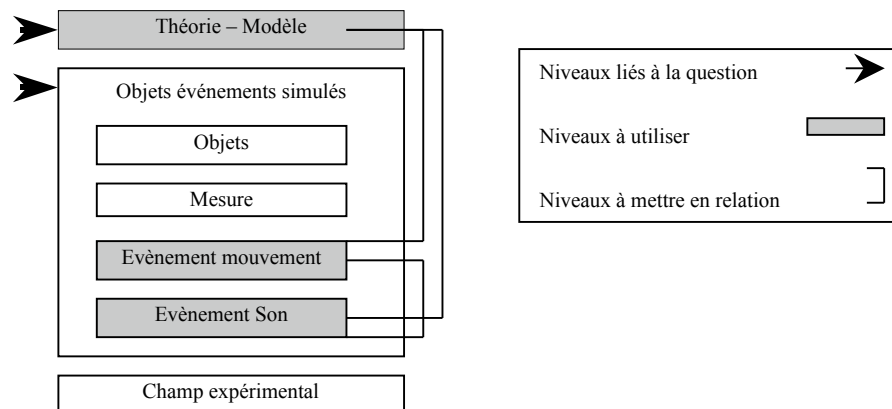 Théorie – Modèle
Objets événements simulés
Objets
Mesure
Evènement mouvement
Evènement Son
Champ expérimental
Niveaux liés à la question
Niveaux à utiliser
Niveaux à mettre en relation